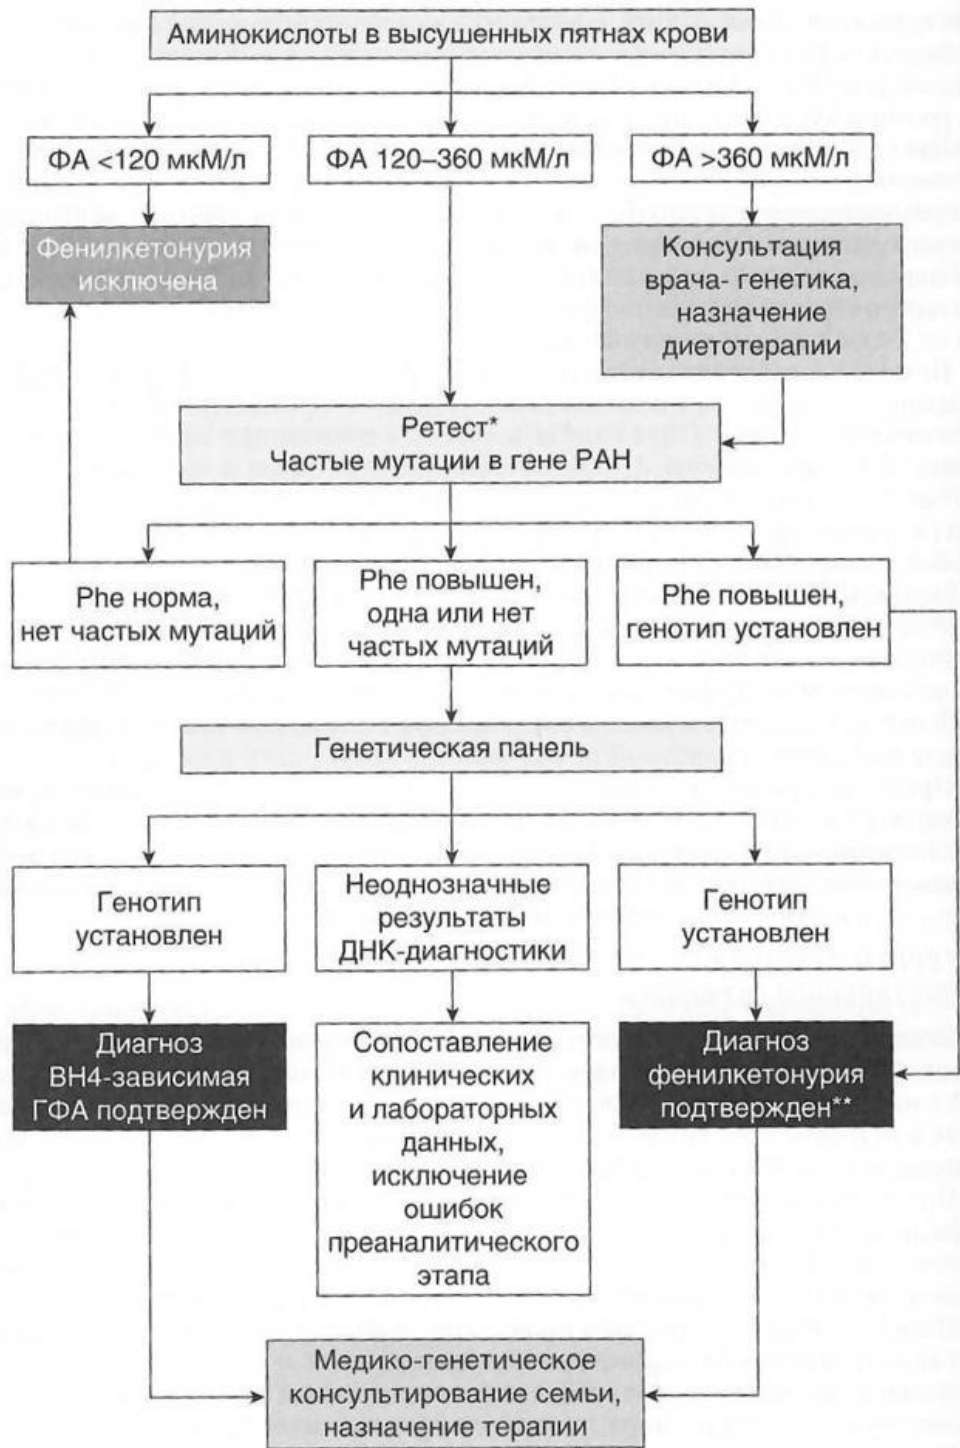 Аминокислоты в высушенных пятнах крови
ФА <120 мкМ/л
ФА 120–360 мкМ/л
ФА >360 мкМ/л
Фенилкетонурия
исключена
Консультация
врача- генетика,
назначение
диетотерапии
Ретест*
Частые мутации в гене PAH
Phe норма,
нет частых мутаций
Phe повышен,
одна или нет
частых мутаций
Phe повышен,
генотип установлен
Генетическая панель
Генотип
установлен
Неоднозначные
результаты
ДНК-диагностики
Генотип
установлен
Диагноз
BH4-зависимая
ГФА подтвержден
Сопоставление
клинических
и лабораторных
данных,
исключение
ошибок
преаналитического
этапа
Диагноз
фенилкетонурия
подтвержден**
Медико-генетическое
консультирование семьи,
назначение терапии